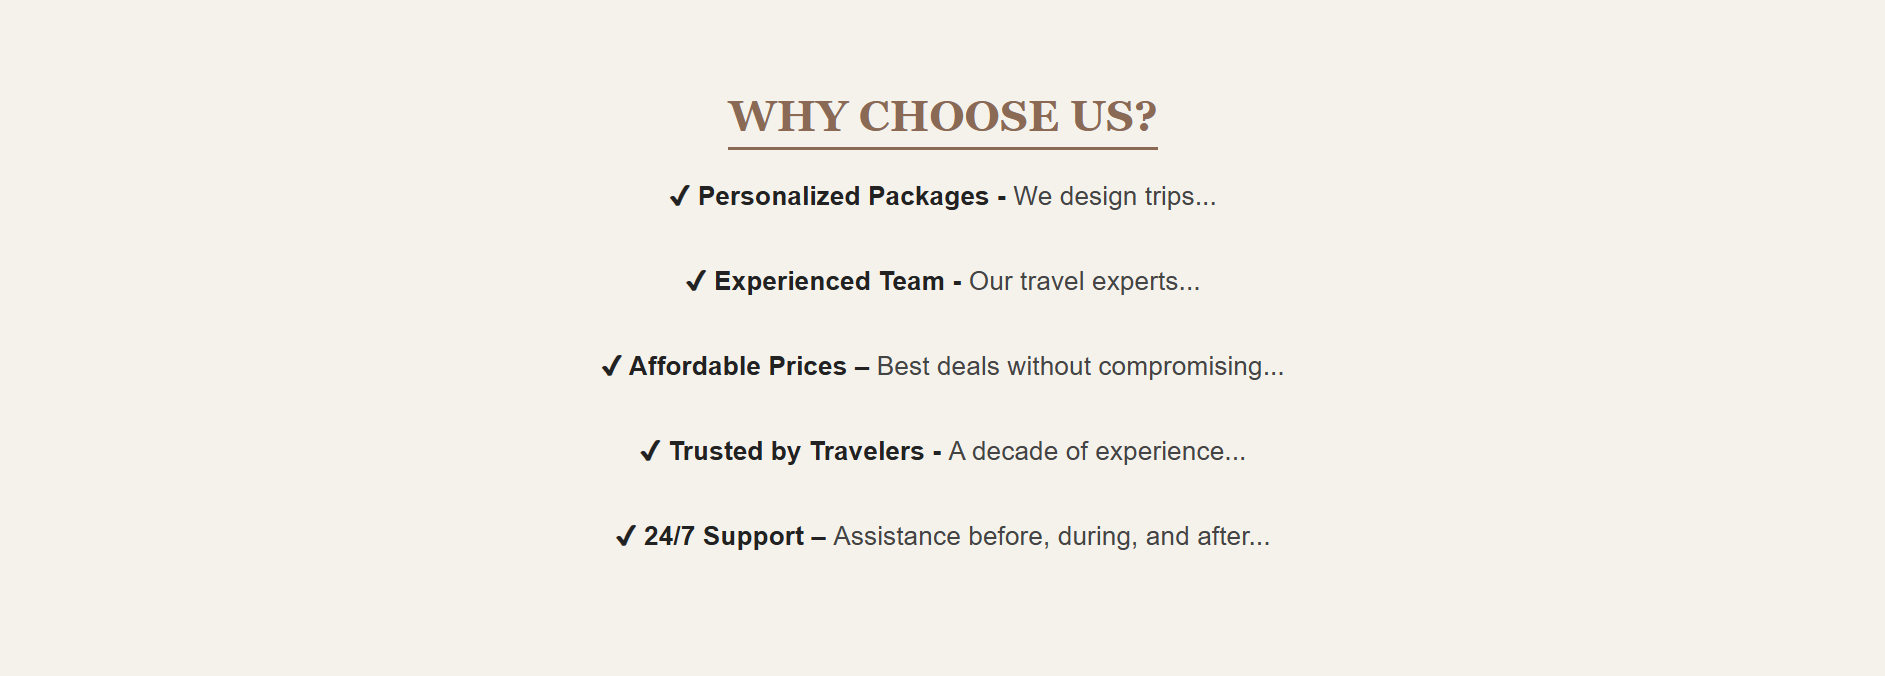 WHY CHOOSE US?
✔ Personalized Packages - We design trips...
✔ Experienced Team - Our travel experts...
✔ Affordable Prices – Best deals without compromising...
✔ Trusted by Travelers - A decade of experience...
✔ 24/7 Support – Assistance before, during, and after...